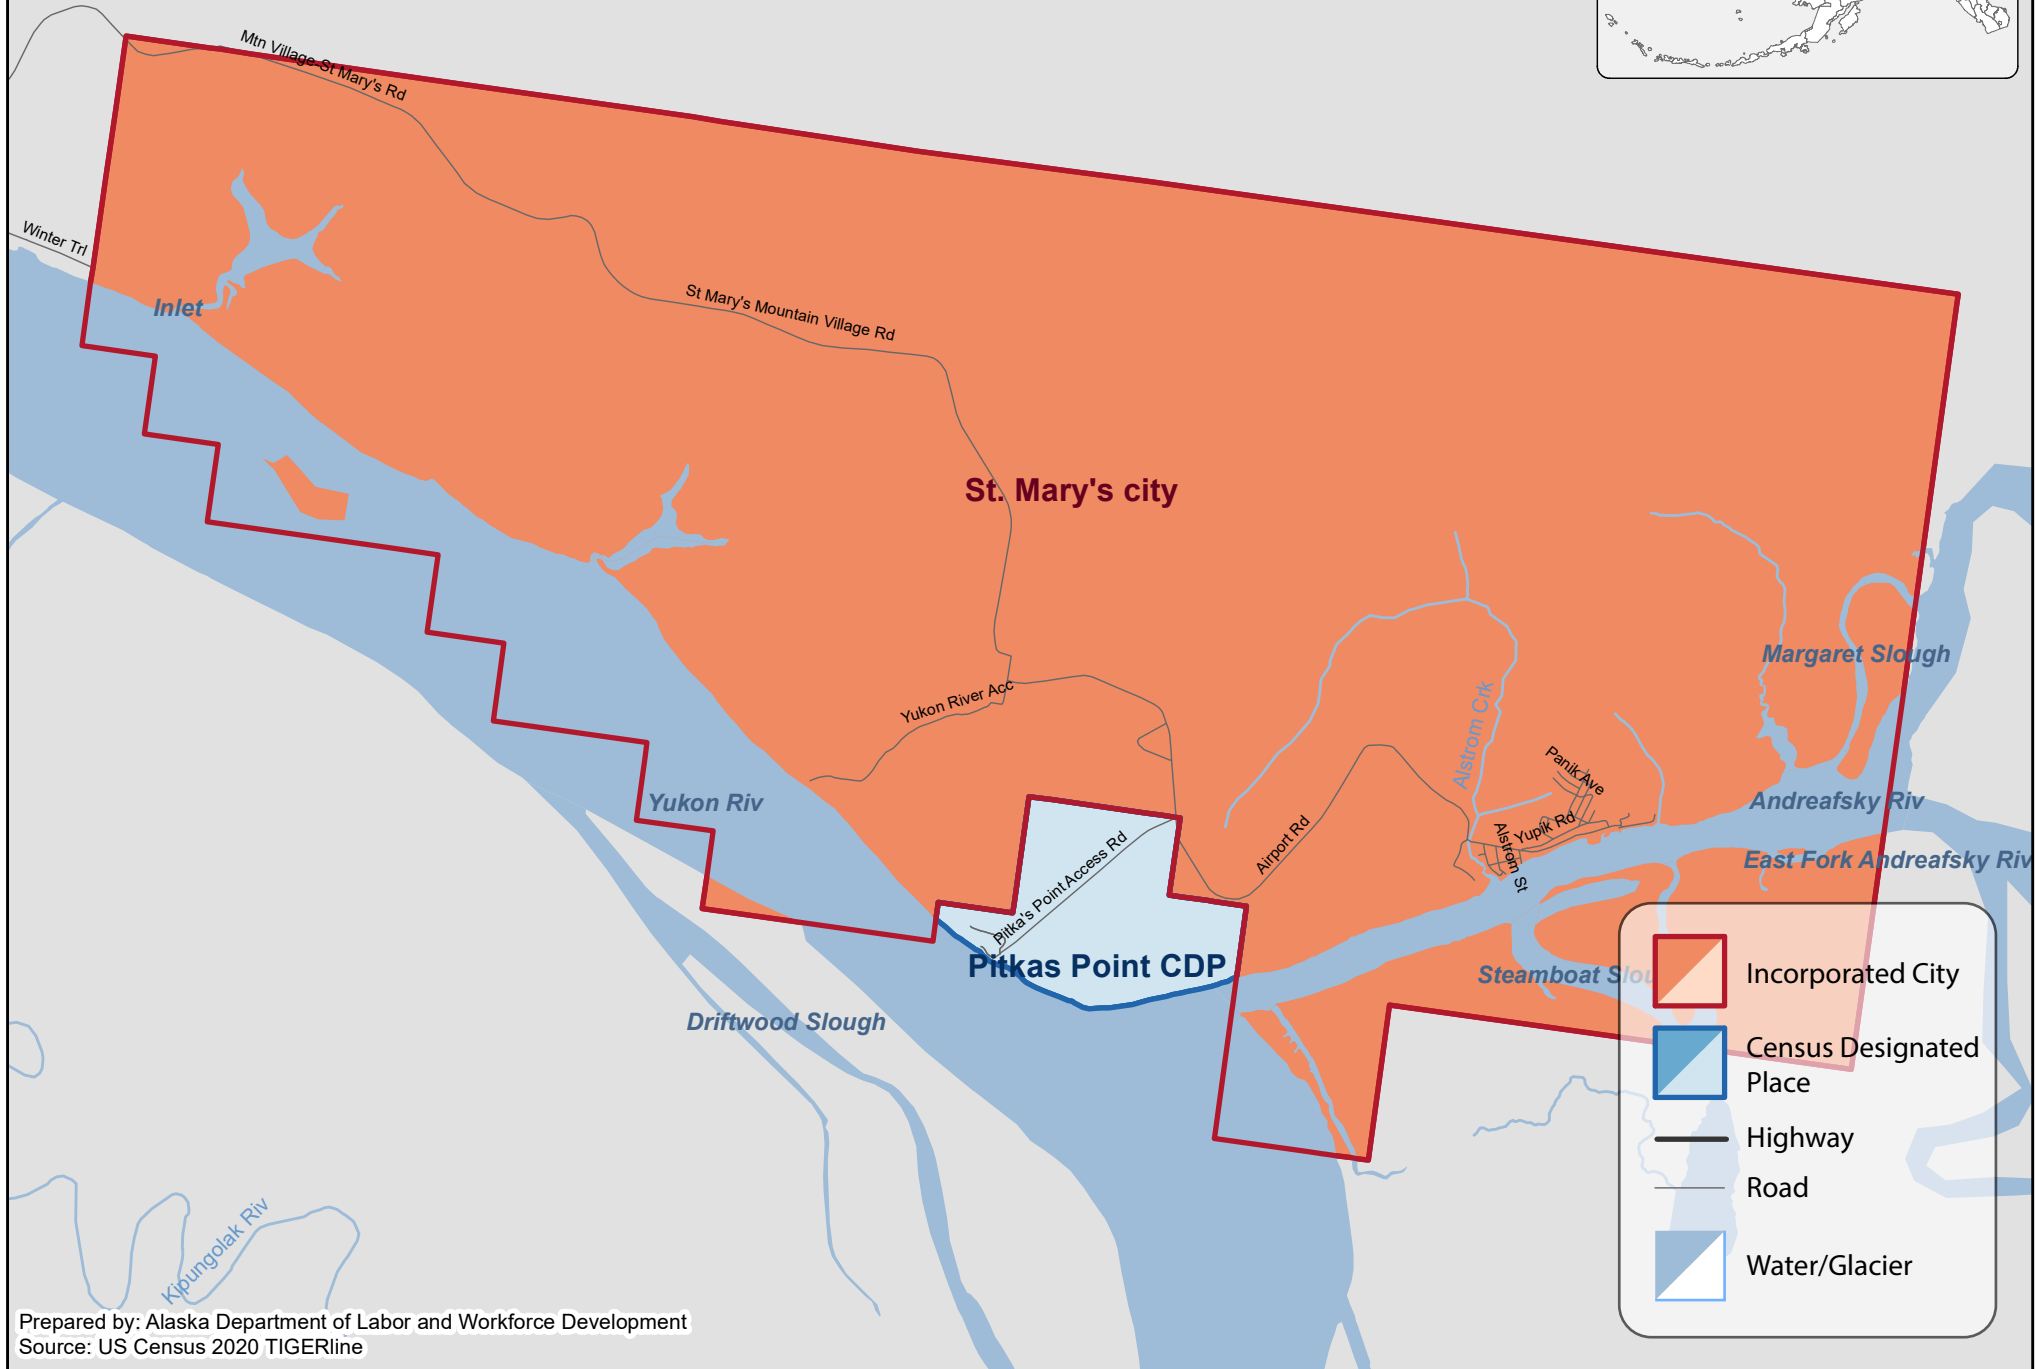 Mtn Village-St Mary's Rd
Winter Trl
Inlet
St Mary's Mountain Village Rd
St. Mary's city
Margaret Slough
Yukon River Acc
Alstrom Crk
Panik Ave
Yukon Riv
Andreafsky Riv
Yupik Rd
Alstrom St
Airport Rd
East Fork Andreafsky Riv
Pitka's Point Access Rd
Pitkas Point CDP
Steamboat Slou
Driftwood Slough
Kipungolak Riv
Incorporated City
Census Designated
Place
Highway
Road
Water/Glacier
Prepared by: Alaska Department of Labor and Workforce Development
Source: US Census 2020 TIGERline